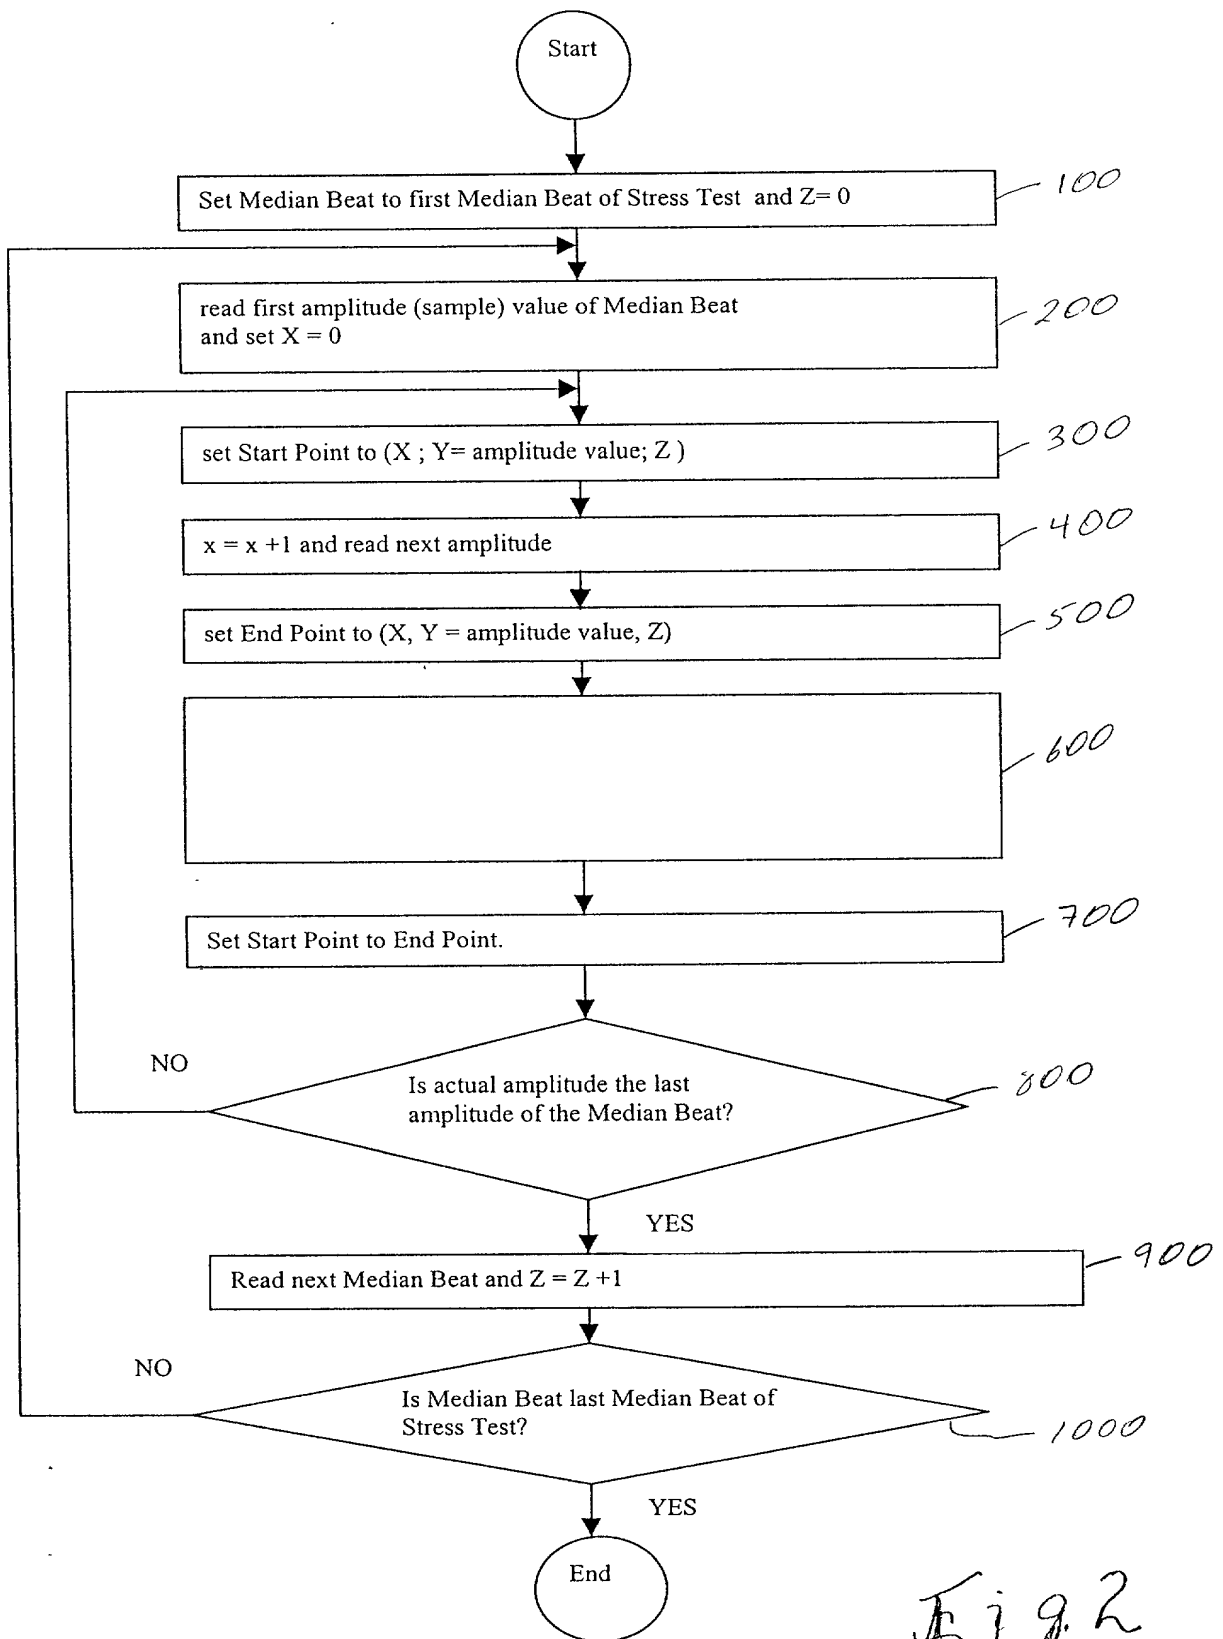 Start
Set Median Beat to first Median Beat of Stress Test and Z= 0
100
read first amplitude (sample) value of Median Beat
and set X = 0
200
set Start Point to (X ; Y= amplitude value; Z )
300
x = x +1 and read next amplitude
400
set End Point to (X, Y = amplitude value, Z)
500
600
Set Start Point to End Point.
700
NO
Is actual amplitude the last
amplitude of the Median Beat?
800
YES
Read next Median Beat and Z = Z +1
900
NO
Is Median Beat last Median Beat of
Stress Test?
1000
YES
End
Fig. 2